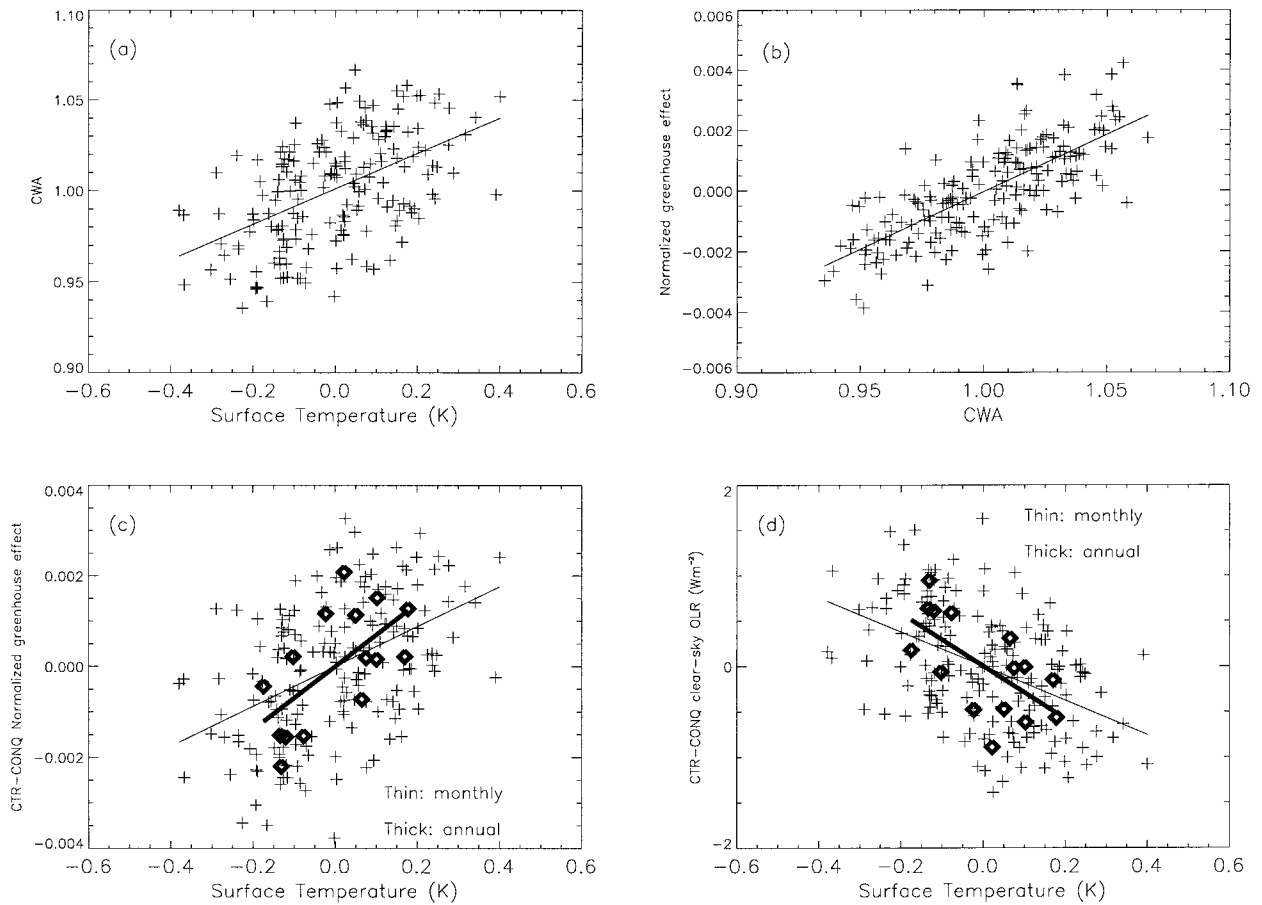 (a)
CWA
1.10
1.05
1.00
0.95
0.90
-0.6 -0.4 -0.2 0.0 0.2 0.4 0.6
Surface Temperature (K)
(b)
Normalized greenhouse effect
0.006
0.004
0.002
0.000
-0.002
-0.004
-0.006
0.90 0.95 1.00 1.05 1.10
CWA
(c)
CTR-CONQ Normalized greenhouse effect
0.004
0.002
0.000
-0.002
-0.004
Thin: monthly
Thick: annual
-0.6 -0.4 -0.2 0.0 0.2 0.4 0.6
Surface Temperature (K)
(d)
CTR-CONQ clear-sky OLR (Wm⁻²)
2
0
-2
Thin: monthly
Thick: annual
-0.6 -0.4 -0.2 0.0 0.2 0.4 0.6
Surface Temperature (K)